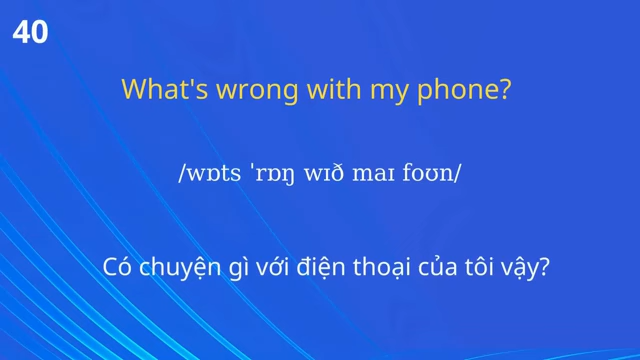 40
What's wrong with my phone?
/wɒts ˈrɒŋ wɪð maɪ foʊn/
Có chuyện gì với điện thoại của tôi vậy?